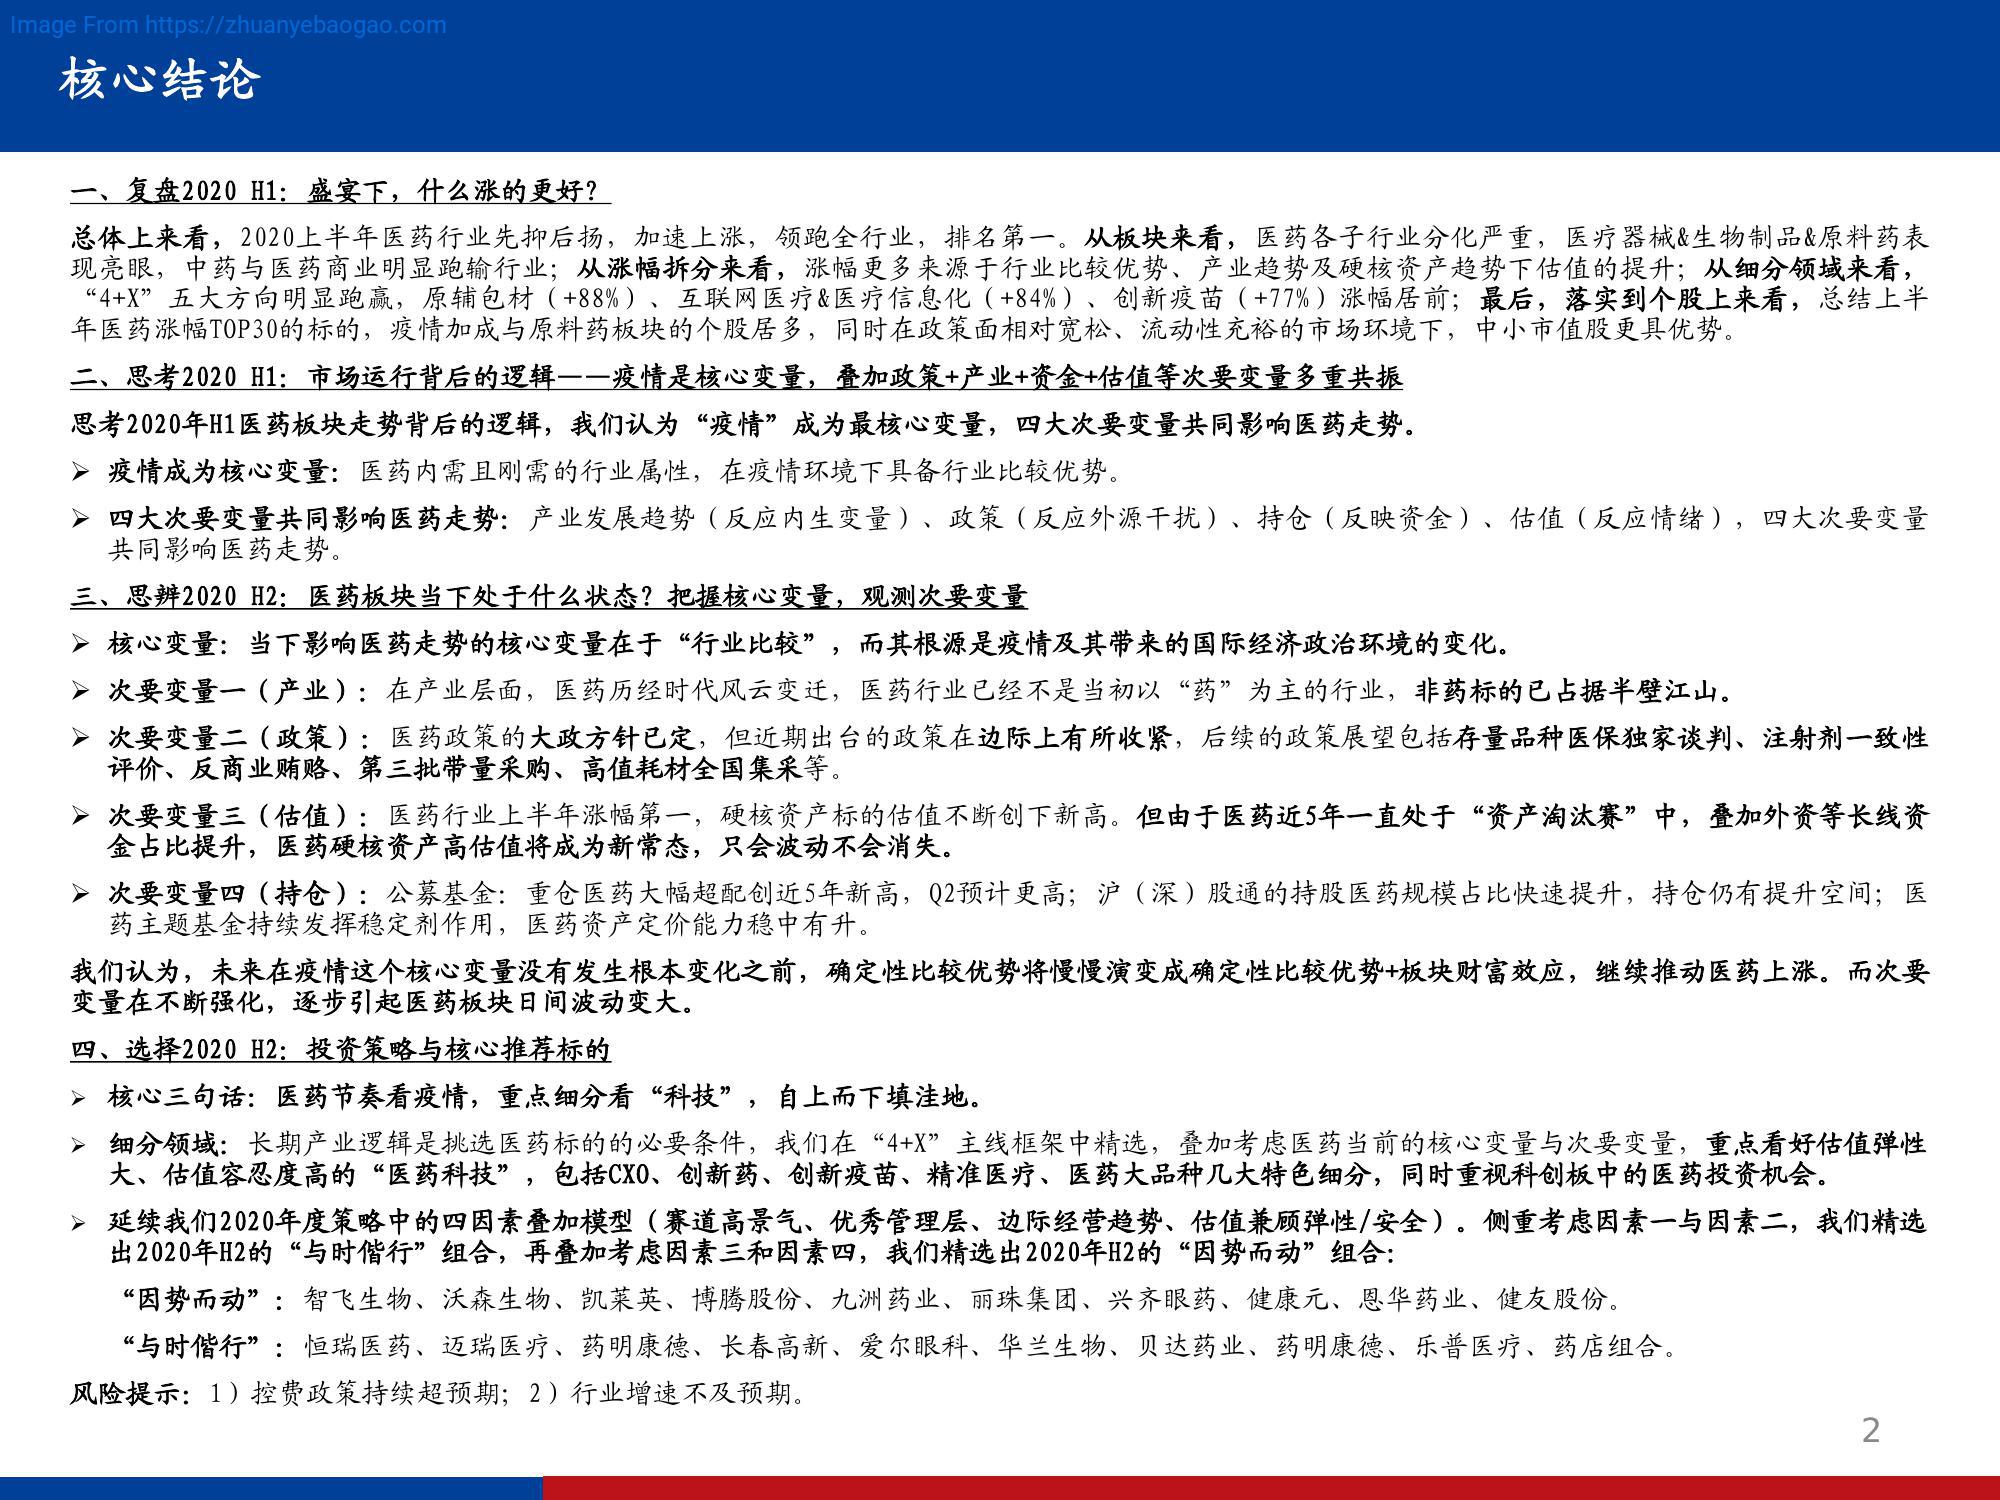 Image From https://zhuanyebaogao.com
核心结论
一、复盘2020 H1：盛宴下，什么涨的更好？
总体上来看，2020上半年医药行业先抑后扬，加速上涨，领跑全行业，排名第一。从板块来看，医药各子行业分化严重，医疗器械&生物制品&原料药表
现亮眼，中药与医药商业明显跑输行业；从涨幅拆分来看，涨幅更多来源于行业比较优势、产业趋势及硬核资产趋势下估值的提升；从细分领域来看，
“4+X”五大方向明显跑赢，原辅包材（+88%）、互联网医疗&医疗信息化（+84%）、创新疫苗（+77%）涨幅居前；最后，落实到个股上来看，总结上半
年医药涨幅TOP30的标的，疫情加成与原料药板块的个股居多，同时在政策面相对宽松、流动性充裕的市场环境下，中小市值股更具优势。
二、思考2020 H1：市场运行背后的逻辑——疫情是核心变量，叠加政策+产业+资金+估值等次要变量多重共振
思考2020年H1医药板块走势背后的逻辑，我们认为“疫情”成为最核心变量，四大次要变量共同影响医药走势。
➢ 疫情成为核心变量：医药内需且刚需的行业属性，在疫情环境下具备行业比较优势。
➢ 四大次要变量共同影响医药走势：产业发展趋势（反应内生变量）、政策（反应外源干扰）、持仓（反映资金）、估值（反应情绪），四大次要变量
共同影响医药走势。
三、思辨2020 H2：医药板块当下处于什么状态？把握核心变量，观测次要变量
➢ 核心变量：当下影响医药走势的核心变量在于“行业比较”，而其根源是疫情及其带来的国际经济政治环境的变化。
➢ 次要变量一（产业）：在产业层面，医药历经时代风云变迁，医药行业已经不是当初以“药”为主的行业，非药标的已占据半壁江山。
➢ 次要变量二（政策）：医药政策的大政方针已定，但近期出台的政策在边际上有所收紧，后续的政策展望包括存量品种医保独家谈判、注射剂一致性
评价、反商业贿赂、第三批带量采购、高值耗材全国集采等。
➢ 次要变量三（估值）：医药行业上半年涨幅第一，硬核资产标的估值不断创下新高。但由于医药近5年一直处于“资产淘汰赛”中，叠加外资等长线资
金占比提升，医药硬核资产高估值将成为新常态，只会波动不会消失。
➢ 次要变量四（持仓）：公募基金：重仓医药大幅超配创近5年新高，Q2预计更高；沪（深）股通的持股医药规模占比快速提升，持仓仍有提升空间；医
药主题基金持续发挥稳定剂作用，医药资产定价能力稳中有升。
我们认为，未来在疫情这个核心变量没有发生根本变化之前，确定性比较优势将慢慢演变成确定性比较优势+板块财富效应，继续推动医药上涨。而次要
变量在不断强化，逐步引起医药板块日间波动变大。
四、选择2020 H2：投资策略与核心推荐标的
➢ 核心三句话：医药节奏看疫情，重点细分看“科技”，自上而下填洼地。
➢ 细分领域：长期产业逻辑是挑选医药标的的必要条件，我们在“4+X”主线框架中精选，叠加考虑医药当前的核心变量与次要变量，重点看好估值弹性
大、估值容忍度高的“医药科技”，包括CXO、创新药、创新疫苗、精准医疗、医药大品种几大特色细分，同时重视科创板中的医药投资机会。
➢ 延续我们2020年度策略中的四因素叠加模型（赛道高景气、优秀管理层、边际经营趋势、估值兼顾弹性/安全）。侧重考虑因素一与因素二，我们精选
出2020年H2的“与时偕行”组合，再叠加考虑因素三和因素四，我们精选出2020年H2的“因势而动”组合：
“因势而动”：智飞生物、沃森生物、凯莱英、博腾股份、九洲药业、丽珠集团、兴齐眼药、健康元、恩华药业、健友股份。
“与时偕行”：恒瑞医药、迈瑞医疗、药明康德、长春高新、爱尔眼科、华兰生物、贝达药业、药明康德、乐普医疗、药店组合。
风险提示：1）控费政策持续超预期；2）行业增速不及预期。
2